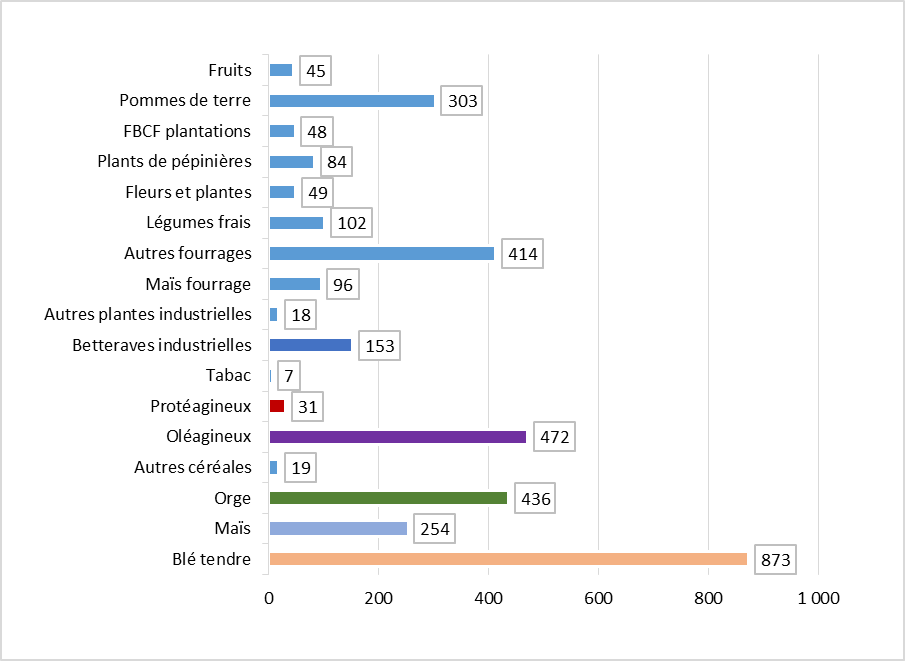 Fruits 45
Pommes de terre 303
FBCF plantations 48
Plants de pépinières 84
Fleurs et plantes 49
Légumes frais 102
Autres fourrages 414
Maïs fourrage 96
Autres plantes industrielles 18
Betteraves industrielles 153
Tabac 7
Protéagineux 31
Oléagineux 472
Autres céréales 19
Orge 436
Maïs 254
Blé tendre 873
0 200 400 600 800 1 000